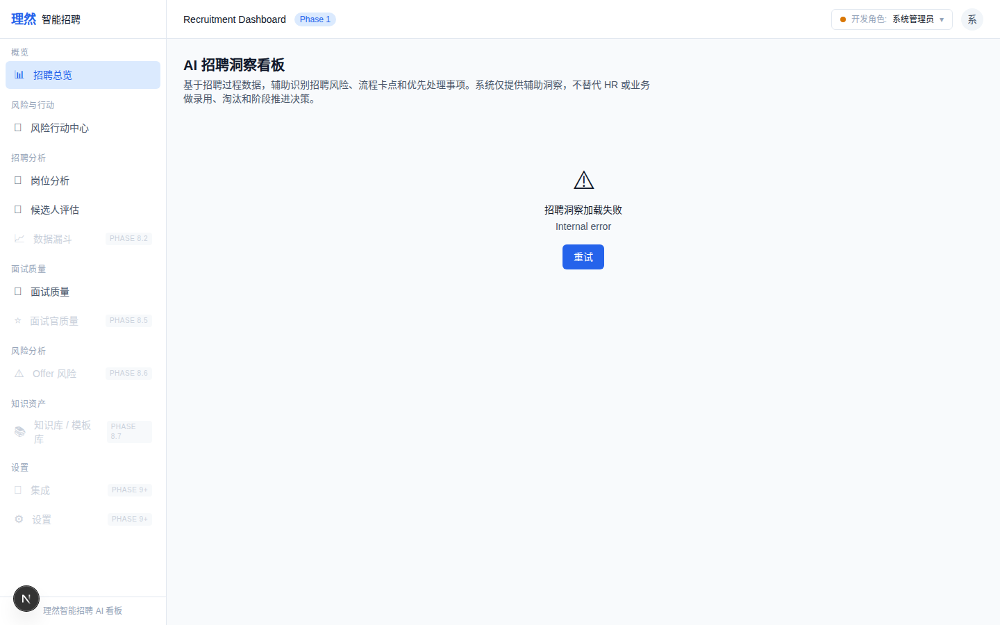 理然 智能招聘
Recruitment Dashboard Phase 1
开发角色: 系统管理员 ▾ 系
概览
招聘总览
风险与行动
风险行动中心
招聘分析
岗位分析
候选人评估
数据漏斗 PHASE 8.2
面试质量
面试质量
面试官质量 PHASE 8.5
风险分析
Offer 风险 PHASE 8.6
知识资产
知识库 / 模板
库
PHASE
8.7
设置
集成 PHASE 9+
设置 PHASE 9+
理然智能招聘 AI 看板
AI 招聘洞察看板
基于招聘过程数据，辅助识别招聘风险、流程卡点和优先处理事项。系统仅提供辅助洞察，不替代 HR 或业务
做录用、淘汰和阶段推进决策。
招聘洞察加载失败
Internal error
重试